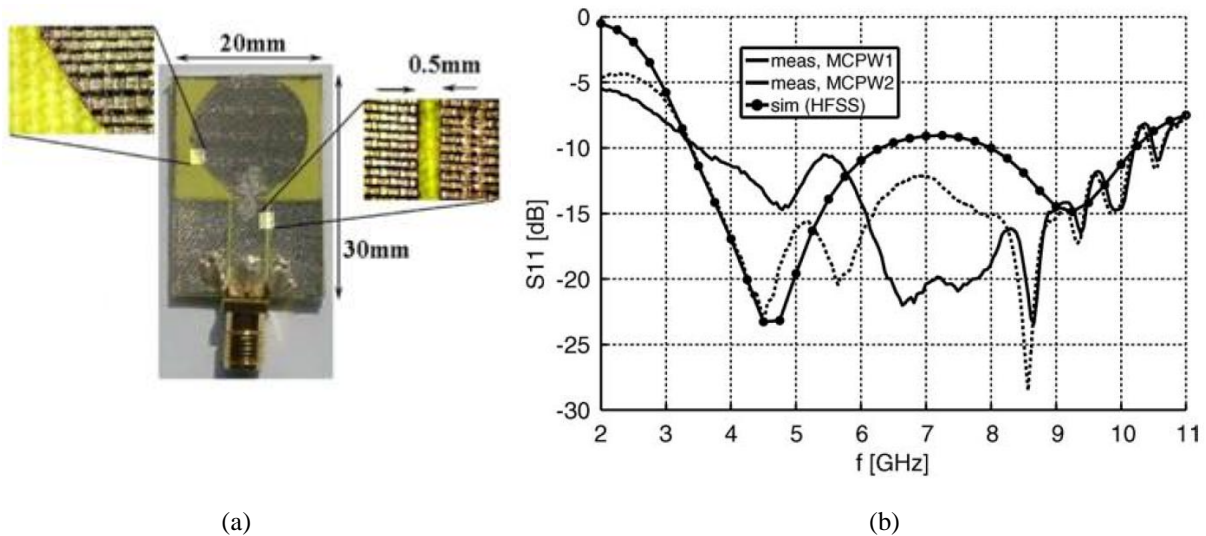 20mm
0.5mm
30mm
(a)
0
-5
-10
-15
-20
-25
-30
S11 [dB]
meas, MCPW1
meas, MCPW2
sim (HFSS)
2 3 4 5 6 7 8 9 10 11
f [GHz]
(b)